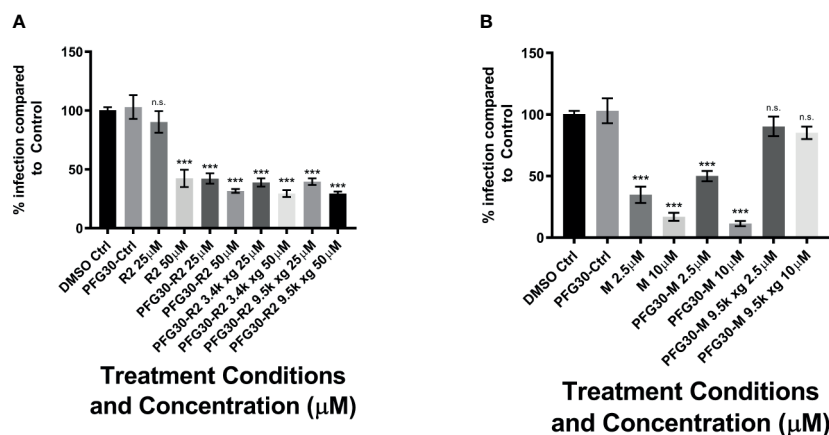 A
% infection compared
to Control
150
100
50
0
n.s.
***
***
***
***
***
***
***
DMSO Ctrl
PFG30-Ctrl
R2 25µM
R2 50µM
PFG30-R2 25µM
PFG30-R2 50µM
PFG30-R2 3.4k xg 25µM
PFG30-R2 3.4k xg 50µM
PFG30-R2 9.5k xg 25µM
PFG30-R2 9.5k xg 50µM
Treatment Conditions
and Concentration (µM)
B
% infection compared
to Control
150
100
50
0
***
***
***
***
n.s.
n.s.
DMSO Ctrl
PFG30-Ctrl
M 2.5µM
M 10µM
PFG30-M 2.5µM
PFG30-M 10µM
PFG30-M 9.5k xg 2.5µM
PFG30-M 9.5k xg 10µM
Treatment Conditions
and Concentration (µM)